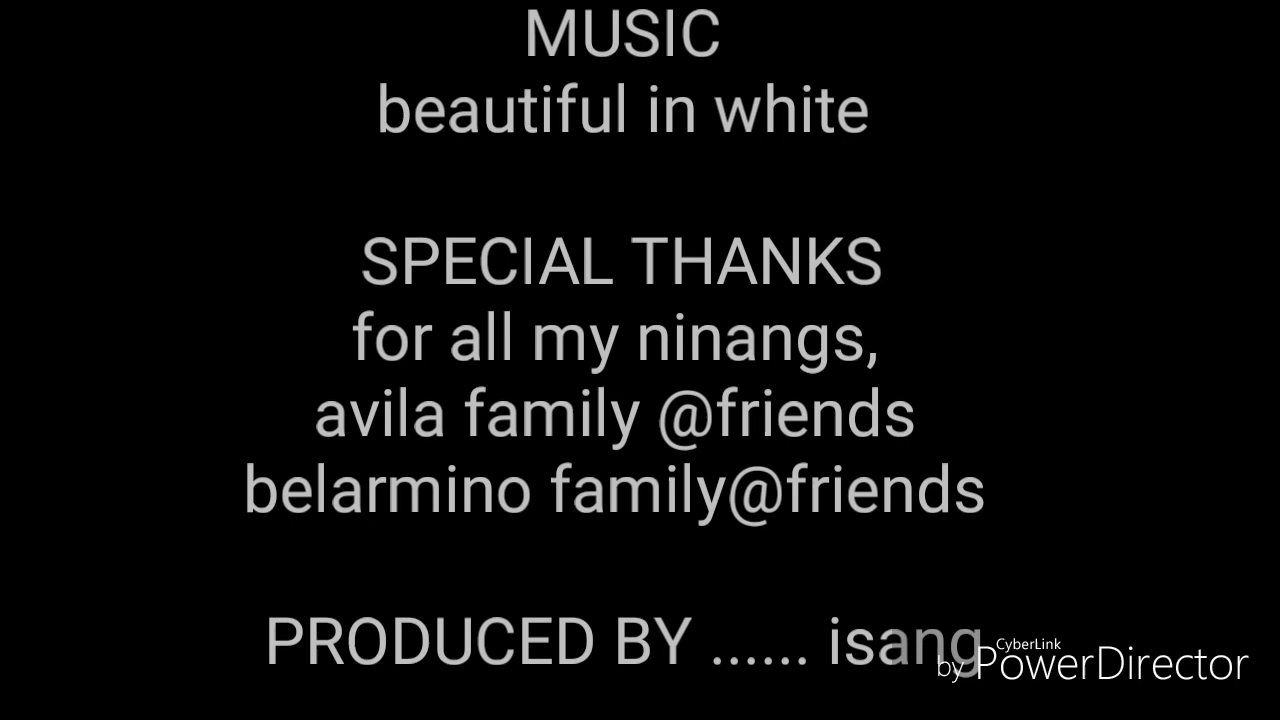 MUSIC
beautiful in white
SPECIAL THANKS
for all my ninangs,
avila family @friends
belarmino family@friends
PRODUCED BY ...... isang
by CyberLink PowerDirector